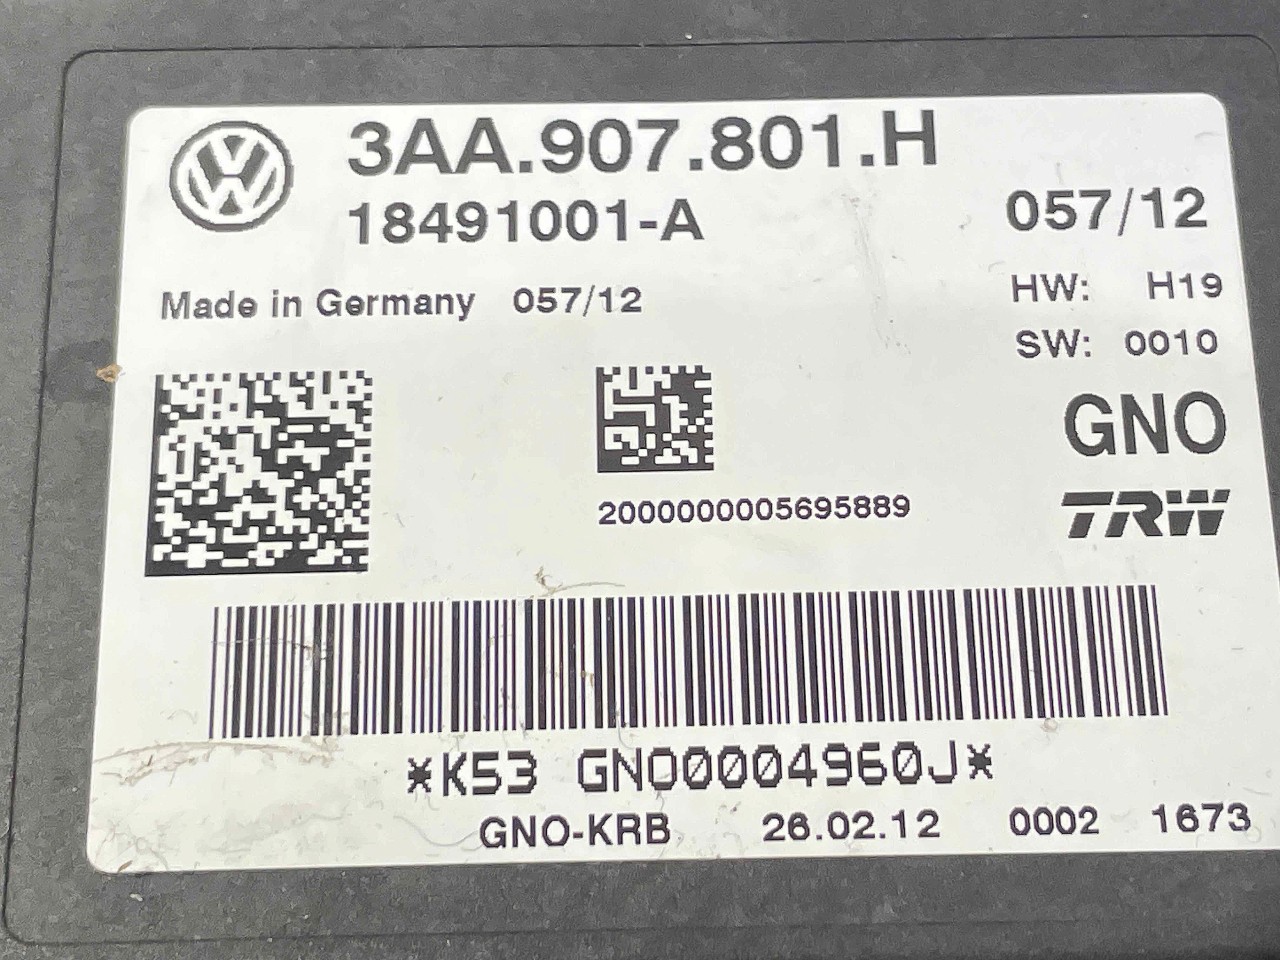 3AA.907.801.H
18491001-A
057/12
Made in Germany 057/12
HW: H19
SW: 0010
GNO
TRW
2000000005695889
*K53 GNO00004960J*
GNO-KRB 26.02.12 0002 1673